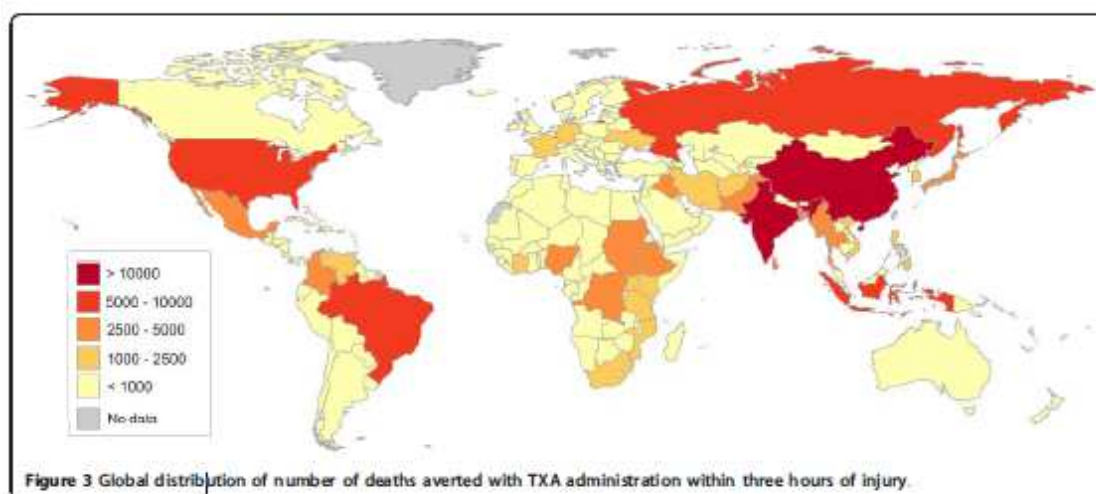 > 10000
5000 - 10000
2500 - 5000
1000 - 2500
< 1000
No data
Figure 3 Global distribution of number of deaths averted with TXA administration within three hours of injury.